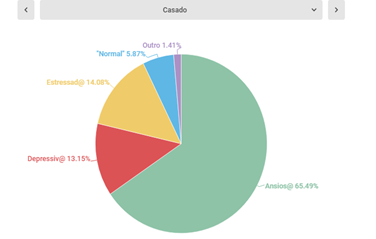 Casado
Outro 1.41%
"Normal" 5.87%
Estressad@ 14.08%
Depressiv@ 13.15%
Ansios@ 65.49%